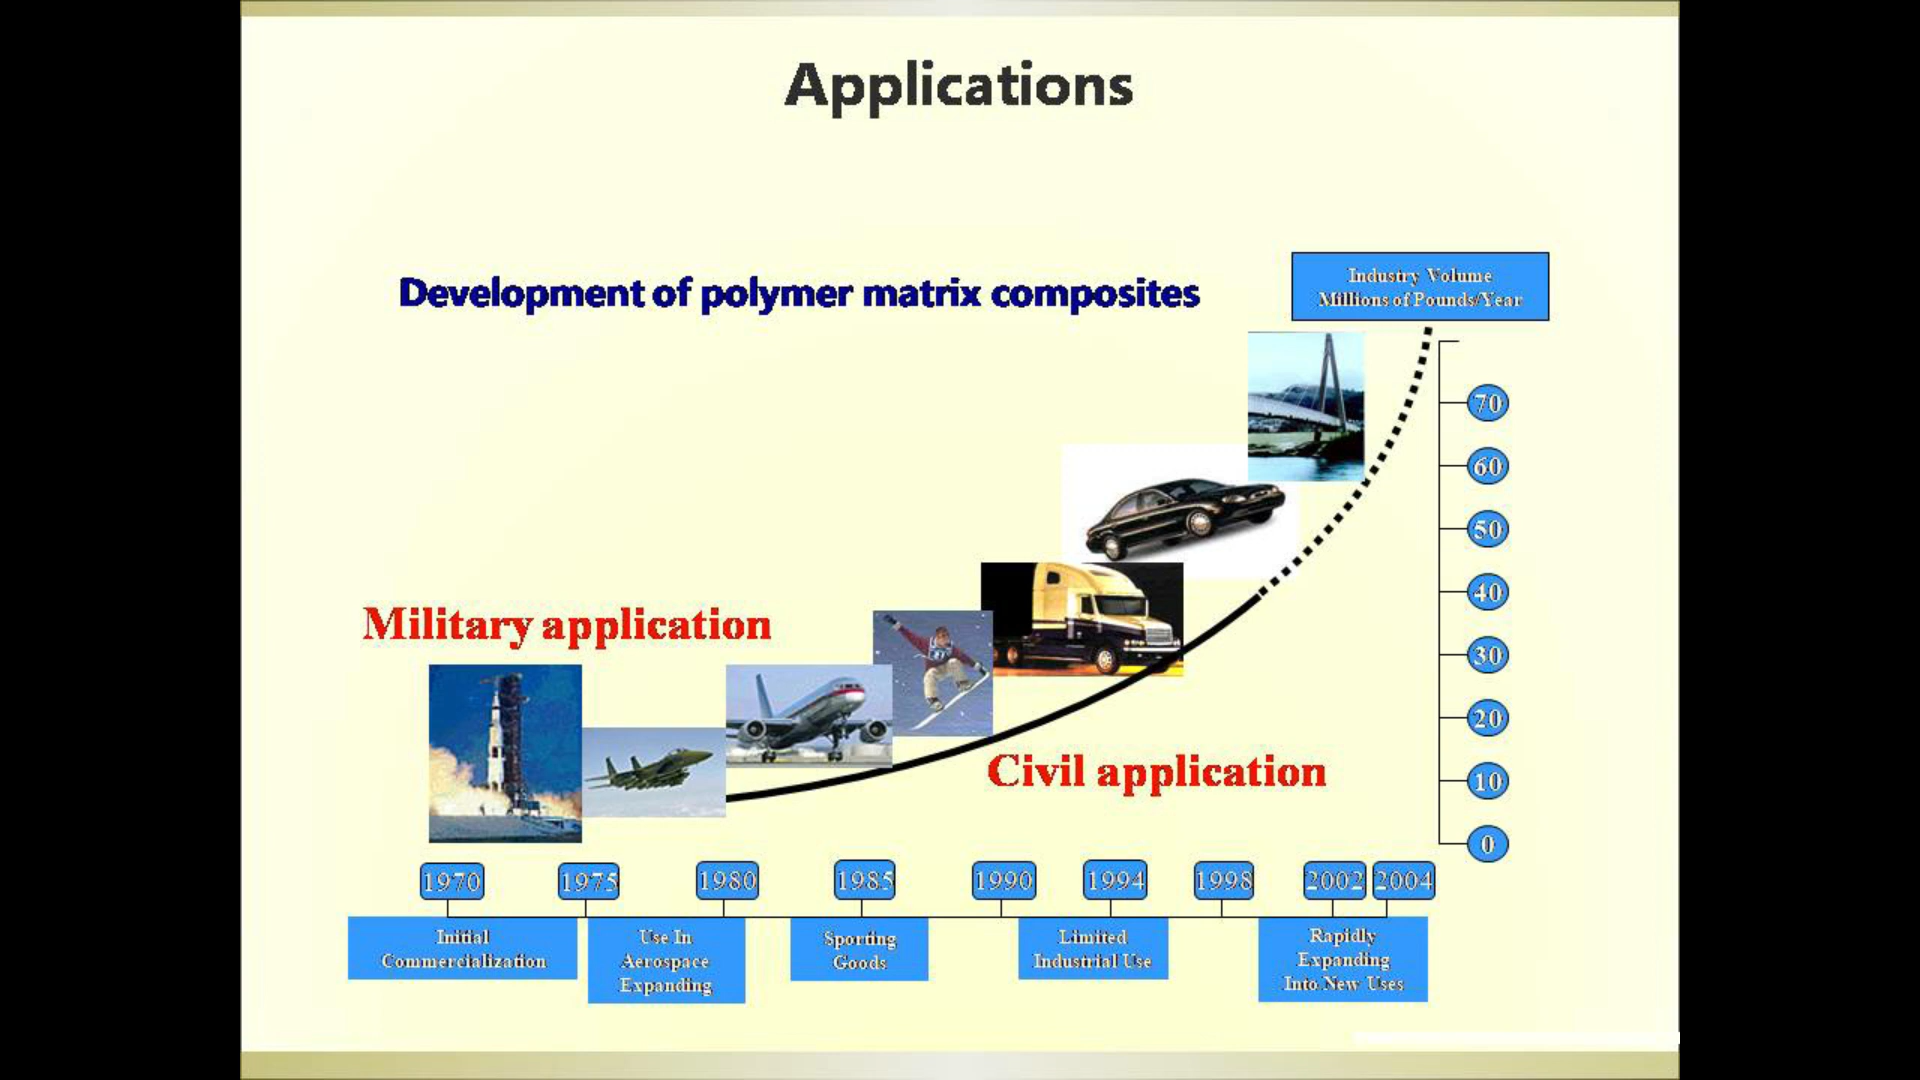 Applications
Development of polymer matrix composites
Industry Volume
Millions of Pounds/Year
70
60
50
40
30
20
10
0
Military application
Civil application
1970
1975
1980
1985
1990
1994
1998
2002
2004
Initial
Commercialization
Use In
Aerospace
Expanding
Sporting
Goods
Limited
Industrial Use
Rapidly
Expanding
Into New Uses